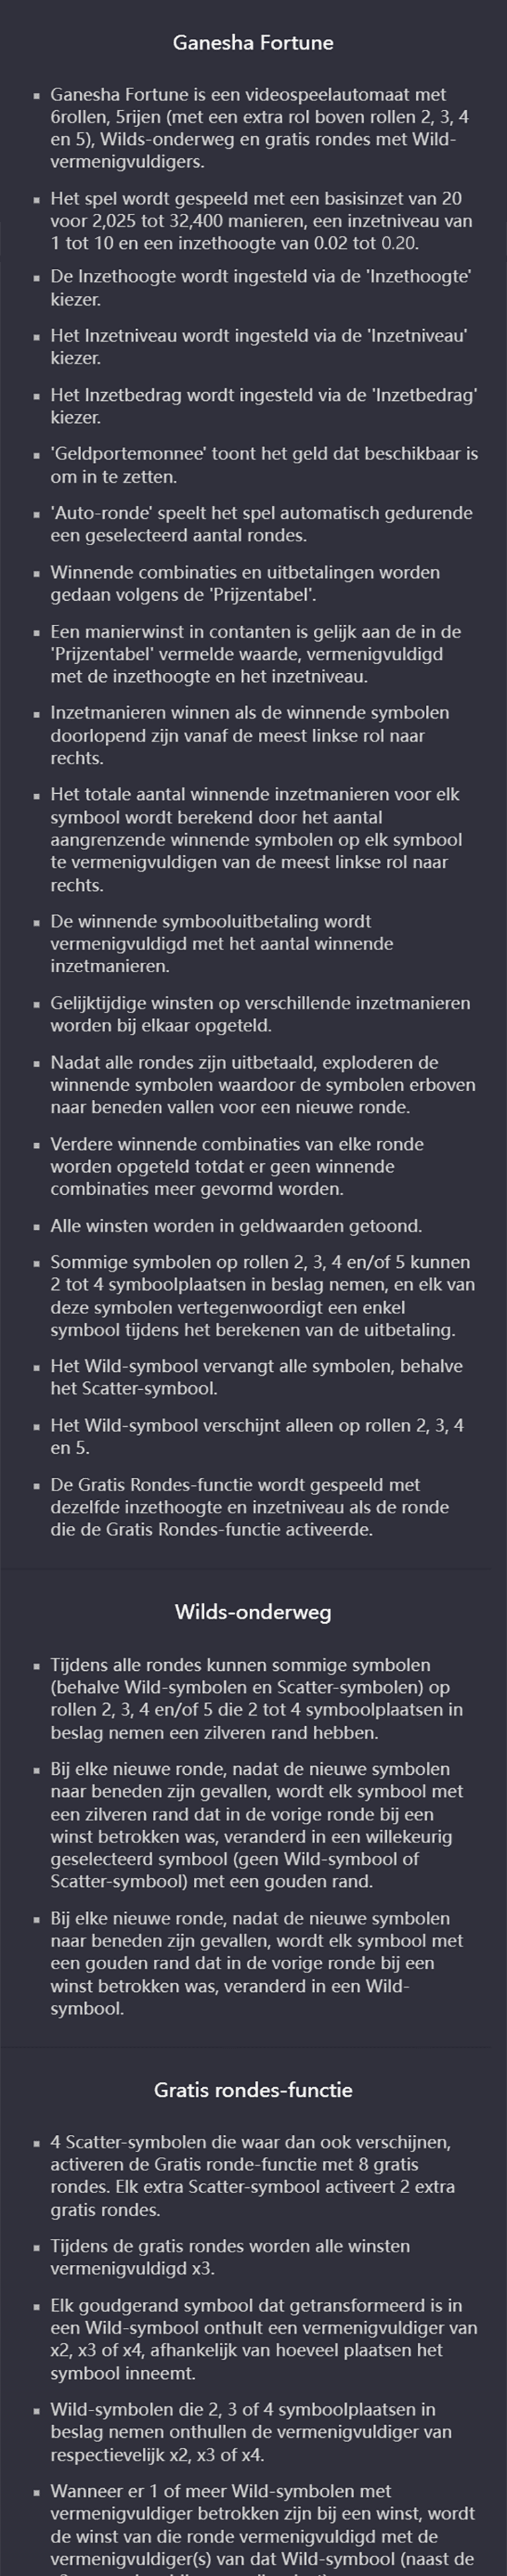 Ganesha Fortune
▪ Ganesha Fortune is een videospeelautomaat met
6rollen, 5rijen (met een extra rol boven rollen 2, 3, 4
en 5), Wilds-onderweg en gratis rondes met Wild-
vermenigvuldigers.
▪ Het spel wordt gespeeld met een basisinzet van 20
voor 2,025 tot 32,400 manieren, een inzetniveau van
1 tot 10 en een inzethoogte van 0.02 tot 0.20.
▪ De Inzethoogte wordt ingesteld via de 'Inzethoogte'
kiezer.
▪ Het Inzetniveau wordt ingesteld via de 'Inzetniveau'
kiezer.
▪ Het Inzetbedrag wordt ingesteld via de 'Inzetbedrag'
kiezer.
▪ 'Geldportemonnee' toont het geld dat beschikbaar is
om in te zetten.
▪ 'Auto-ronde' speelt het spel automatisch gedurende
een geselecteerd aantal rondes.
▪ Winnende combinaties en uitbetalingen worden
gedaan volgens de 'Prijzentabel'.
▪ Een manierwinst in contanten is gelijk aan de in de
'Prijzentabel' vermelde waarde, vermenigvuldigd
met de inzethoogte en het inzetniveau.
▪ Inzetmanieren winnen als de winnende symbolen
doorlopend zijn vanaf de meest linkse rol naar
rechts.
▪ Het totale aantal winnende inzetmanieren voor elk
symbool wordt berekend door het aantal
aangrenzende winnende symbolen op elk symbool
te vermenigvuldigen van de meest linkse rol naar
rechts.
▪ De winnende symbooluitbetaling wordt
vermenigvuldigd met het aantal winnende
inzetmanieren.
▪ Gelijktijdige winsten op verschillende inzetmanieren
worden bij elkaar opgeteld.
▪ Nadat alle rondes zijn uitbetaald, exploderen de
winnende symbolen waardoor de symbolen erboven
naar beneden vallen voor een nieuwe ronde.
▪ Verdere winnende combinaties van elke ronde
worden opgeteld totdat er geen winnende
combinaties meer gevormd worden.
▪ Alle winsten worden in geldwaarden getoond.
▪ Sommige symbolen op rollen 2, 3, 4 en/of 5 kunnen
2 tot 4 symboolplaatsen in beslag nemen, en elk van
deze symbolen vertegenwoordigt een enkel
symbool tijdens het berekenen van de uitbetaling.
▪ Het Wild-symbool vervangt alle symbolen, behalve
het Scatter-symbool.
▪ Het Wild-symbool verschijnt alleen op rollen 2, 3, 4
en 5.
▪ De Gratis Rondes-functie wordt gespeeld met
dezelfde inzethoogte en inzetniveau als de ronde
die de Gratis Rondes-functie activeerde.
Wilds-onderweg
▪ Tijdens alle rondes kunnen sommige symbolen
(behalve Wild-symbolen en Scatter-symbolen) op
rollen 2, 3, 4 en/of 5 die 2 tot 4 symboolplaatsen in
beslag nemen een zilveren rand hebben.
▪ Bij elke nieuwe ronde, nadat de nieuwe symbolen
naar beneden zijn gevallen, wordt elk symbool met
een zilveren rand dat in de vorige ronde bij een
winst betrokken was, veranderd in een willekeurig
geselecteerd symbool (geen Wild-symbool of
Scatter-symbool) met een gouden rand.
▪ Bij elke nieuwe ronde, nadat de nieuwe symbolen
naar beneden zijn gevallen, wordt elk symbool met
een gouden rand dat in de vorige ronde bij een
winst betrokken was, veranderd in een Wild-
symbool.
Gratis rondes-functie
▪ 4 Scatter-symbolen die waar dan ook verschijnen,
activeren de Gratis ronde-functie met 8 gratis
rondes. Elk extra Scatter-symbool activeert 2 extra
gratis rondes.
▪ Tijdens de gratis rondes worden alle winsten
vermenigvuldigd x3.
▪ Elk goudgerand symbool dat getransformeerd is in
een Wild-symbool onthult een vermenigvuldiger van
x2, x3 of x4, afhankelijk van hoeveel plaatsen het
symbool inneemt.
▪ Wild-symbolen die 2, 3 of 4 symboolplaatsen in
beslag nemen onthullen de vermenigvuldiger van
respectievelijk x2, x3 of x4.
▪ Wanneer er 1 of meer Wild-symbolen met
vermenigvuldiger betrokken zijn bij een winst, wordt
de winst van die ronde vermenigvuldigd met de
vermenigvuldiger(s) van dat Wild-symbool (naast de